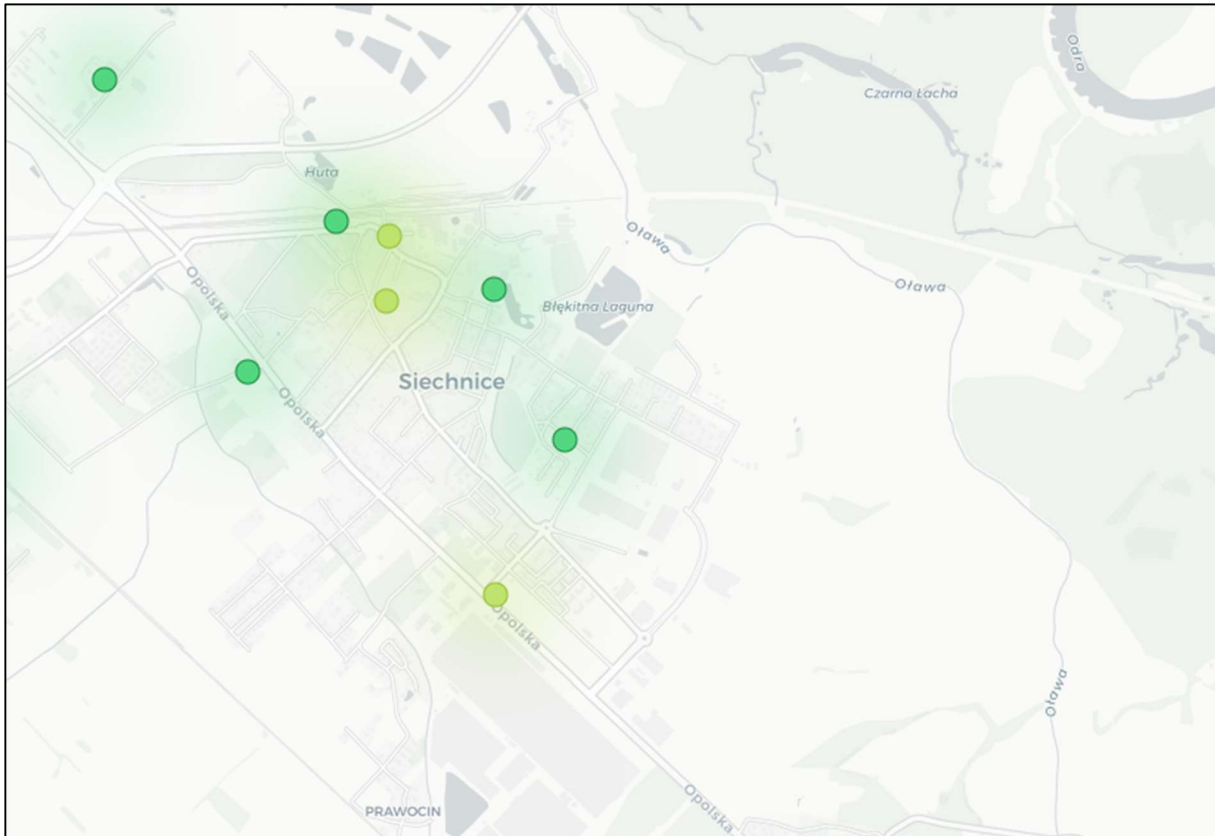 Odra
Czarna Łacha
Huta
Oława
Opolska
Oława
Błękitna Laguna
Siechnice
Opolska
Opolska
Oława
PRAWOCIN
Opolska